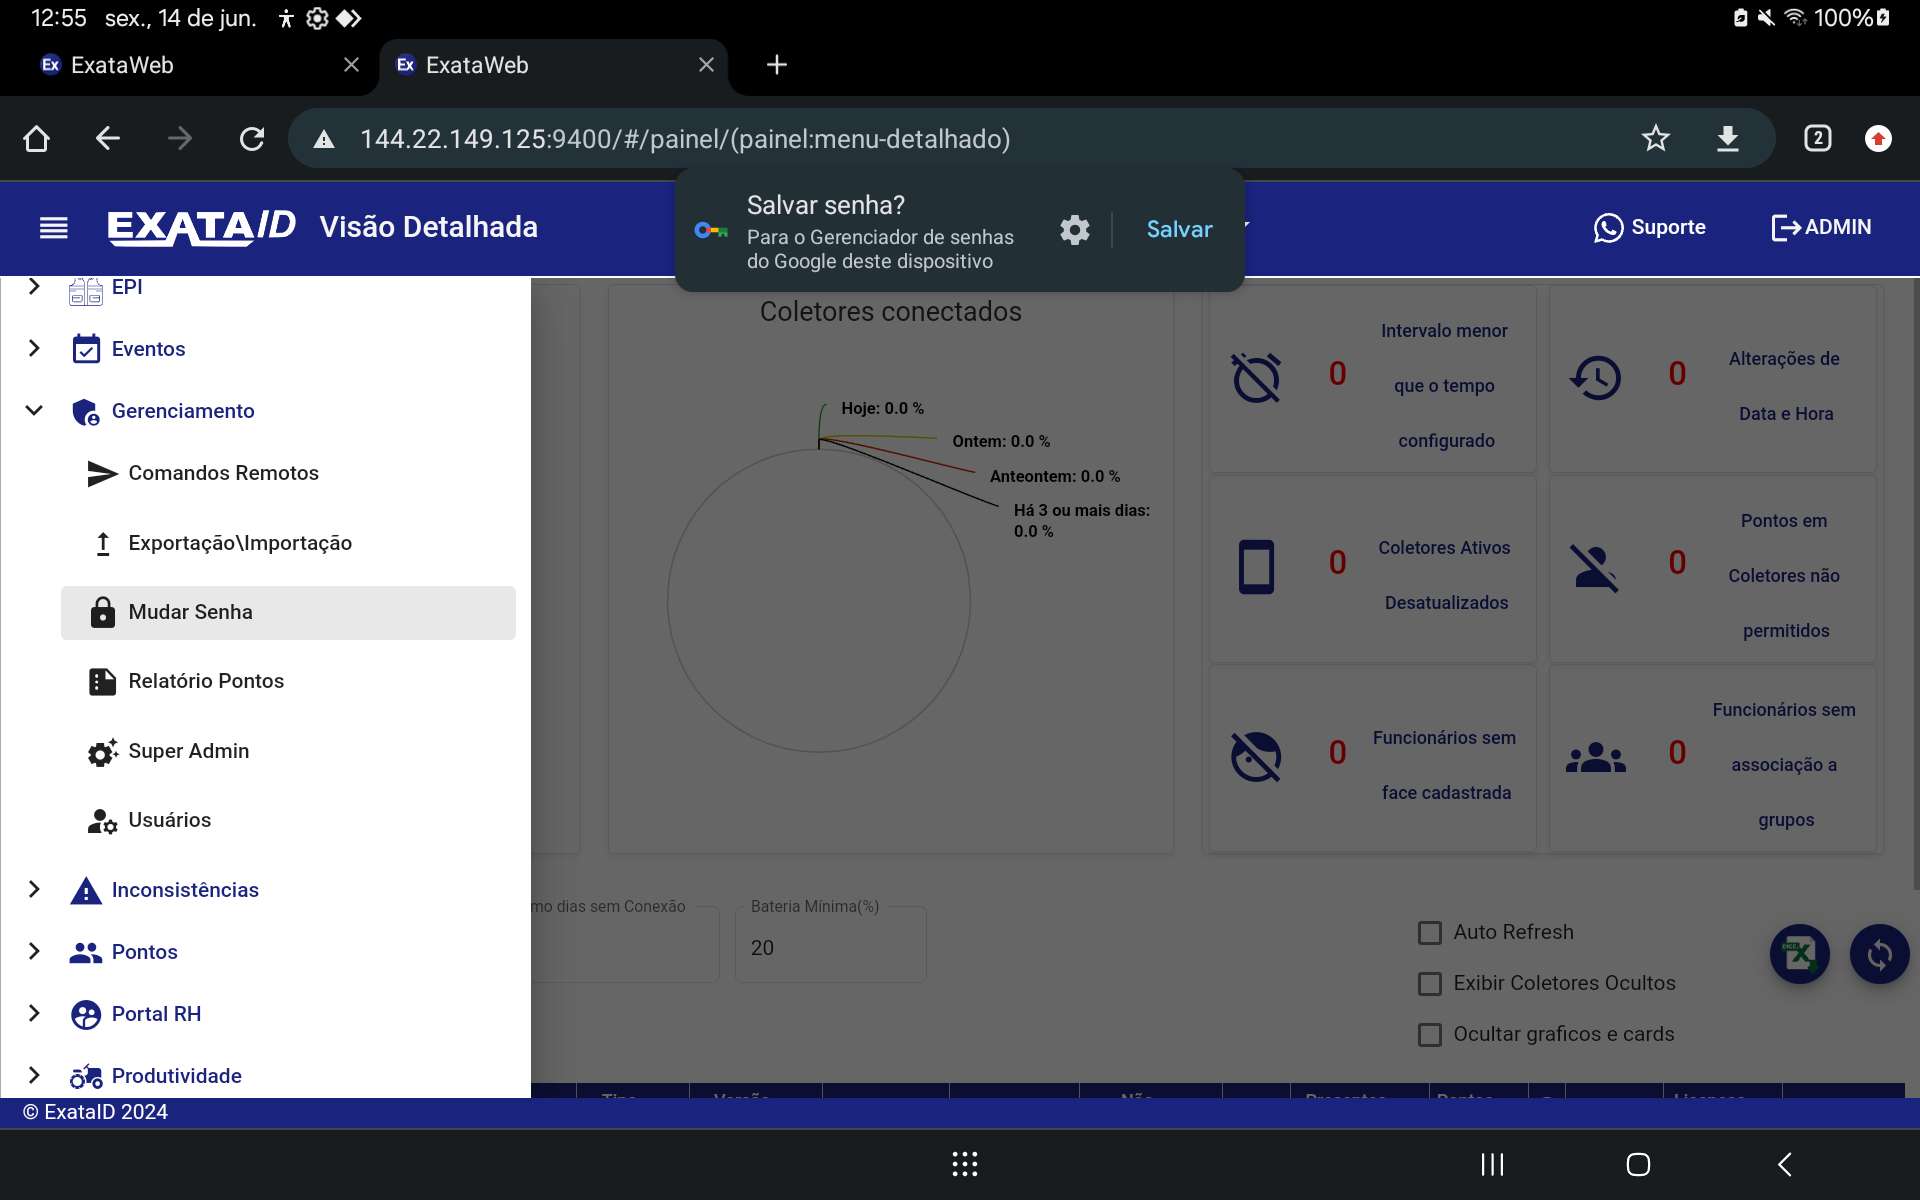 12:55 sex., 14 de jun.
100%
Ex ExataWeb
Ex ExataWeb
144.22.149.125:9400/#/painel/(painel:menu-detalhado)
2
EXATAID Visão Detalhada
Salvar senha?
Para o Gerenciador de senhas
do Google deste dispositivo
Salvar
Suporte
ADMIN
EPI
Eventos
Gerenciamento
Comandos Remotos
Exportação\Importação
Mudar Senha
Relatório Pontos
Super Admin
Usuários
Inconsistências
Pontos
Portal RH
Produtividade
Coletores conectados
Hoje: 0.0 %
Ontem: 0.0 %
Anteontem: 0.0 %
Há 3 ou mais dias:
0.0 %
0
Intervalo menor
que o tempo
configurado
0
Alterações de
Data e Hora
0
Coletores Ativos
Desatualizados
0
Pontos em
Coletores não
permitidos
0
Funcionários sem
face cadastrada
0
Funcionários sem
associação a
grupos
mo dias sem Conexão
Bateria Mínima(%)
20
Auto Refresh
Exibir Coletores Ocultos
Ocultar graficos e cards
© ExataID 2024